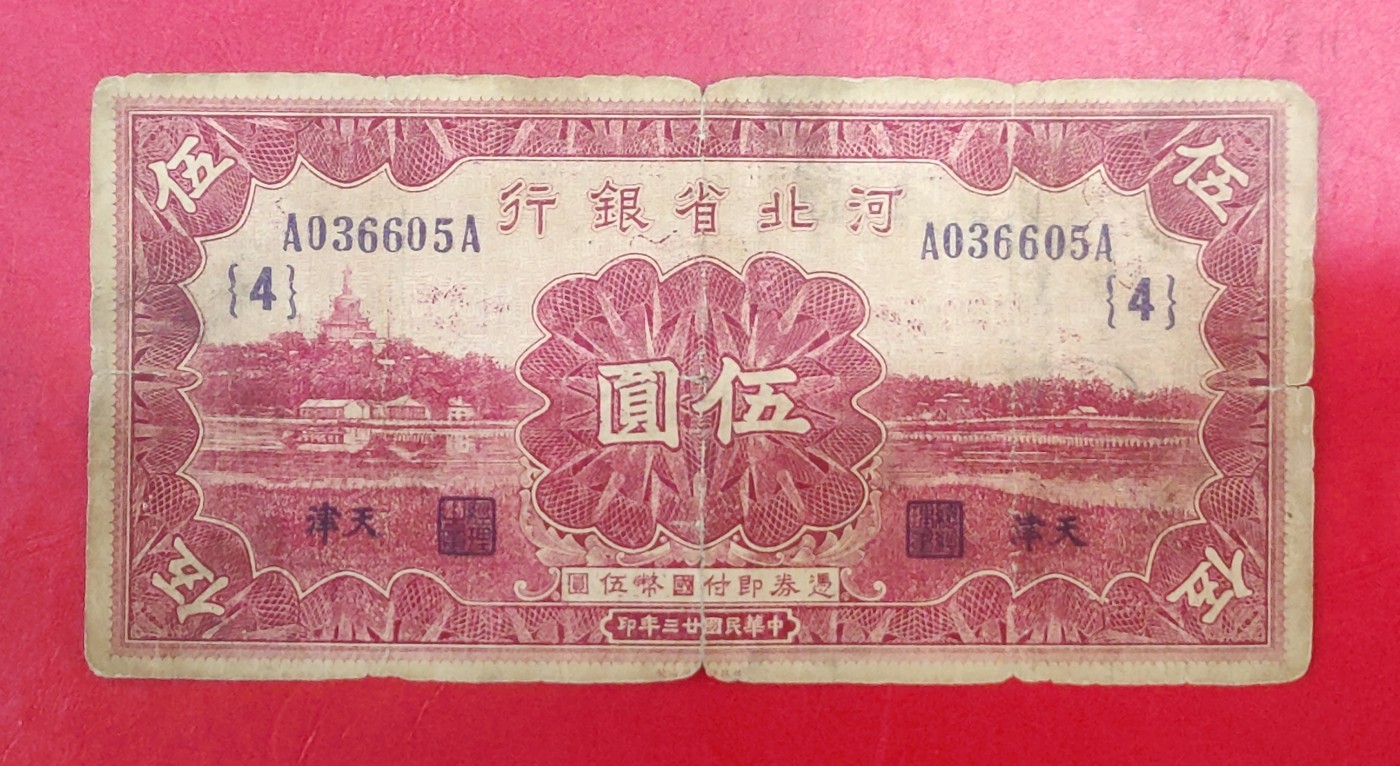 伍
伍
河北省銀行
A036605A
A036605A
{4}
{4}
伍圓
天津
天津
憑券即付國幣伍圓
中華民國廿三年印
伍
伍